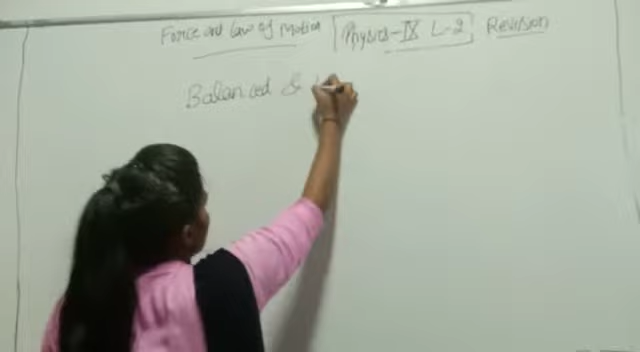 Force and law of Motion Physics-IX L-2 Revision
Balanced &